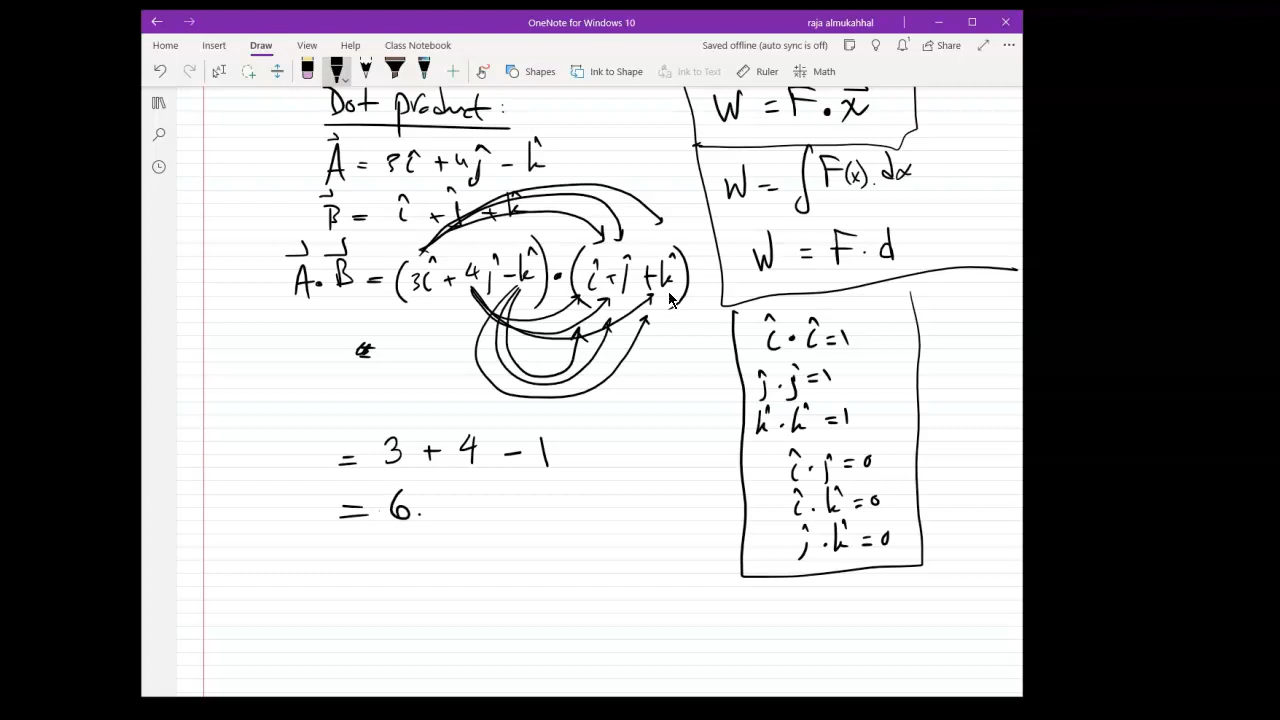 OneNote for Windows 10
raja almukahhal
Home Insert Draw View Help Class Notebook
Saved offline (auto sync is off)
Share
Shapes Ink to Shape Ink to Text Ruler Math
Dot product:
A⃗ = 3î + 4ĵ - k̂
B⃗ = î + ĵ + k̂
A⃗ • B⃗ = (3î + 4ĵ - k̂) • (î + ĵ + k̂)
= 3 + 4 - 1
= 6.
W = F • x⃗
W = ∫ F(x) . dx
W = F . d
î • î = 1
ĵ . ĵ = 1
k̂ . k̂ = 1
î . ĵ = 0
î . k̂ = 0
ĵ . k̂ = 0